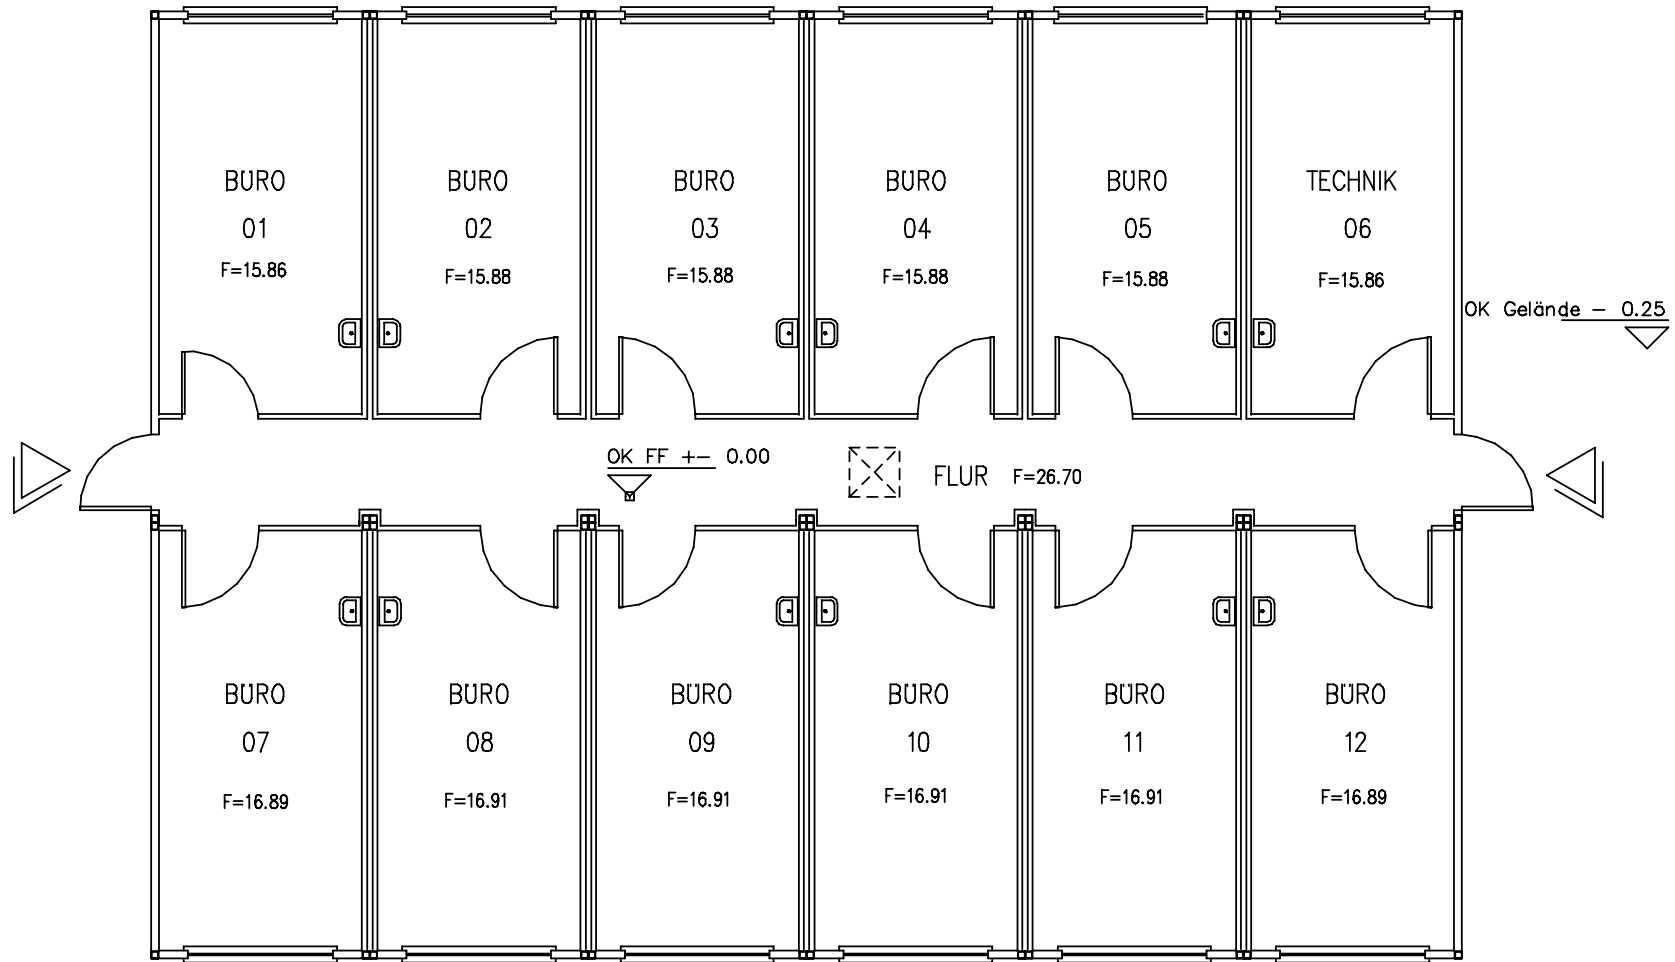 BÜRO
01
F=15.86
BÜRO
02
F=15.88
BÜRO
03
F=15.88
BÜRO
04
F=15.88
BÜRO
05
F=15.88
TECHNIK
06
F=15.86
OK Gelände – 0.25
OK FF +– 0.00
FLUR F=26.70
BÜRO
07
F=16.89
BÜRO
08
F=16.91
BÜRO
09
F=16.91
BÜRO
10
F=16.91
BÜRO
11
F=16.91
BÜRO
12
F=16.89